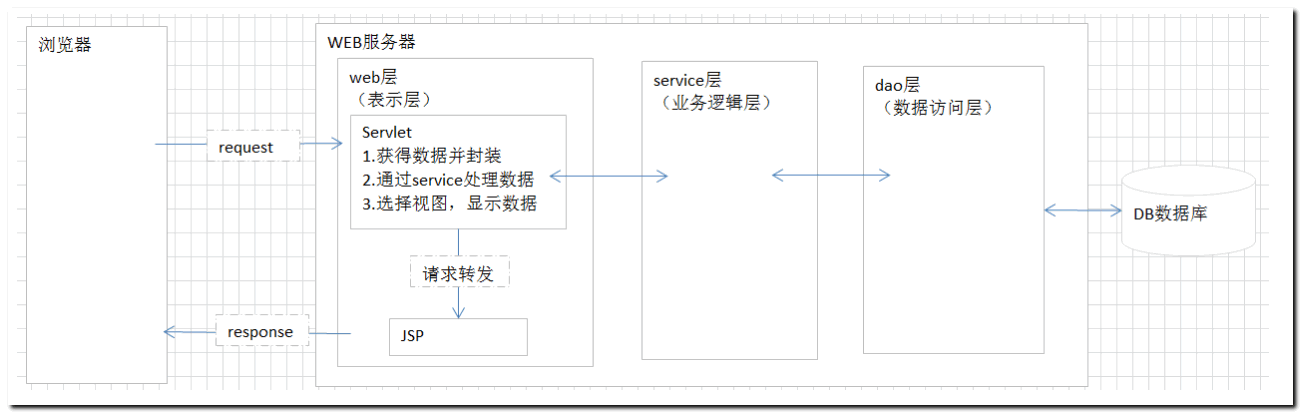 浏览器
WEB服务器
web层
（表示层）
Servlet
1.获得数据并封装
2.通过service处理数据
3.选择视图，显示数据
request
请求转发
JSP
response
service层
（业务逻辑层）
dao层
（数据访问层）
DB数据库